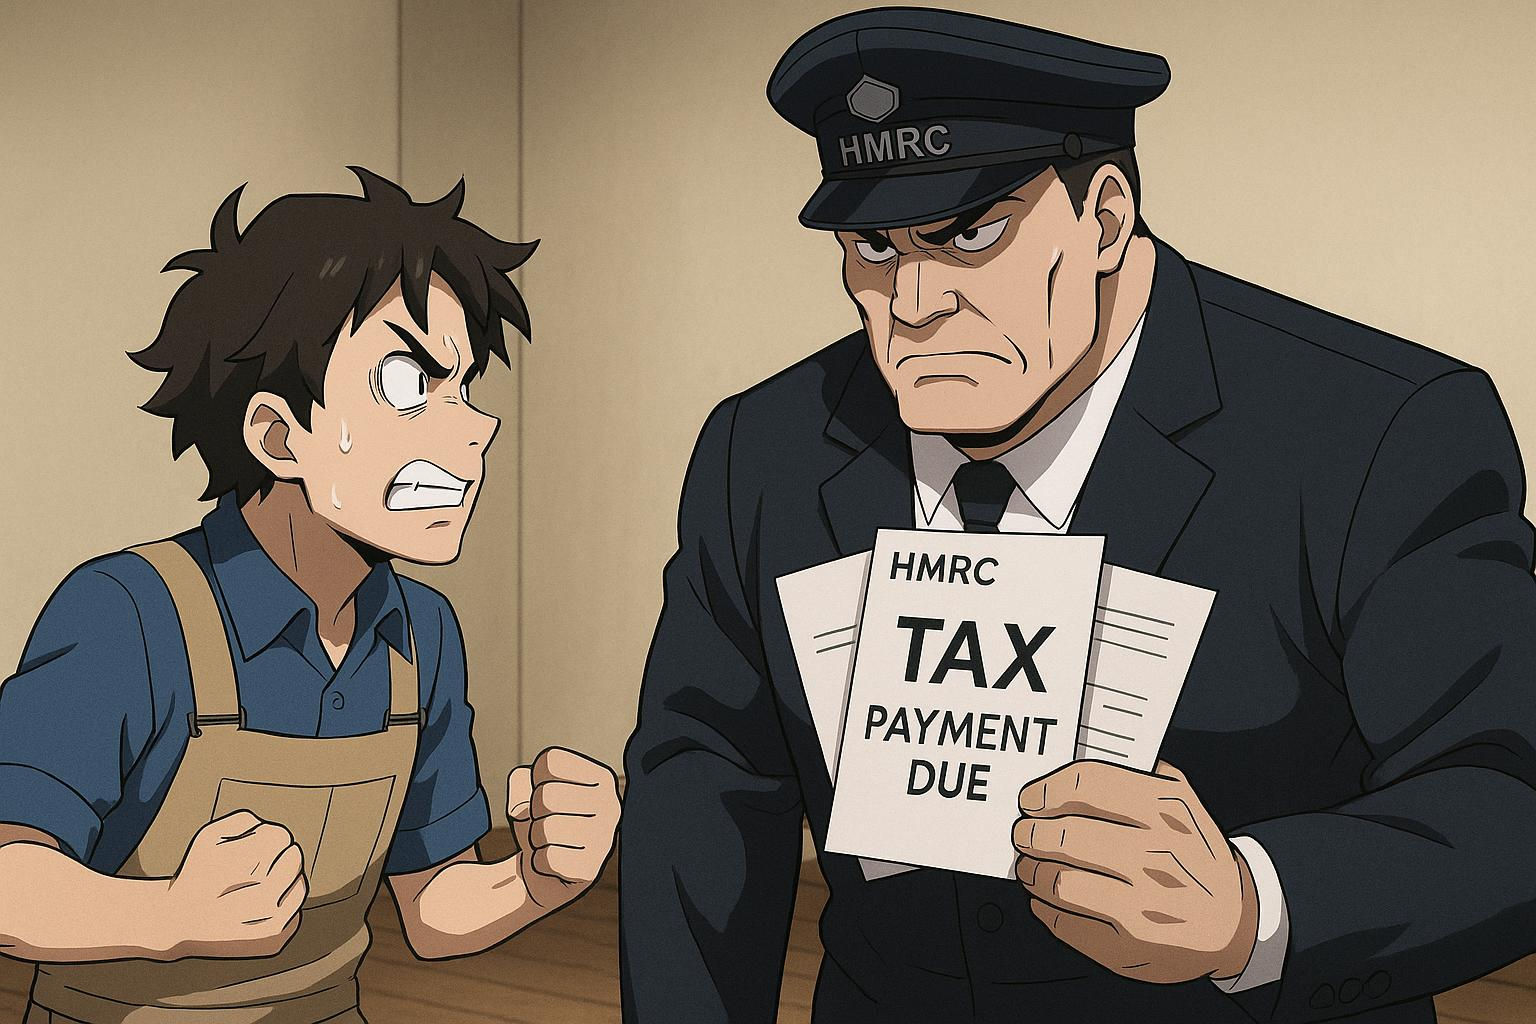 HMRC
HMRC
TAX
PAYMENT
DUE